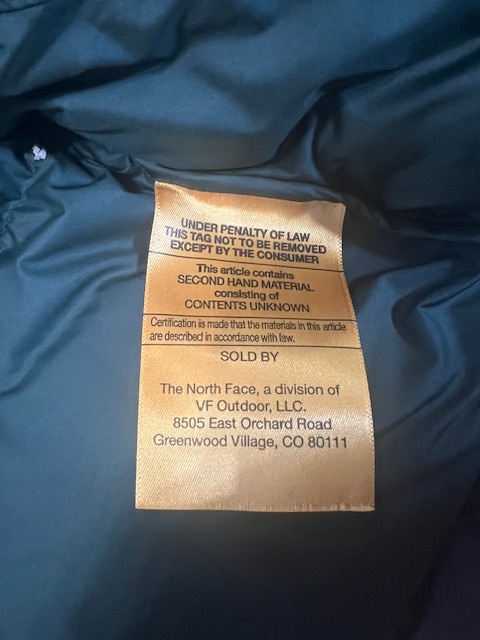 UNDER PENALTY OF LAW
THIS TAG NOT TO BE REMOVED
EXCEPT BY THE CONSUMER
This article contains
SECOND HAND MATERIAL
consisting of
CONTENTS UNKNOWN
Certification is made that the materials in this article
are described in accordance with law.
SOLD BY
The North Face, a division of
VF Outdoor, LLC.
8505 East Orchard Road
Greenwood Village, CO 80111